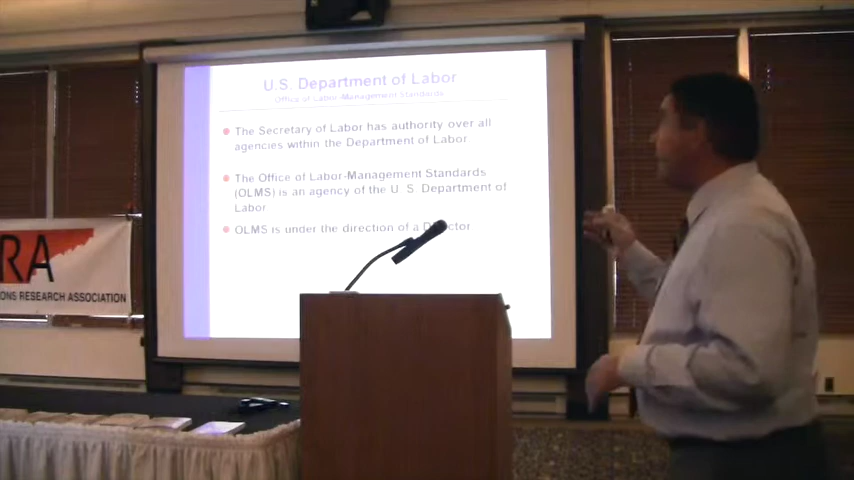 U.S. Department of Labor
Office of Labor-Management Standards
The Secretary of Labor has authority over all
agencies within the Department of Labor
The Office of Labor-Management Standards
(OLMS) is an agency of the U. S. Department of
Labor
OLMS is under the direction of a Director
RA
ONS RESEARCH ASSOCIATION